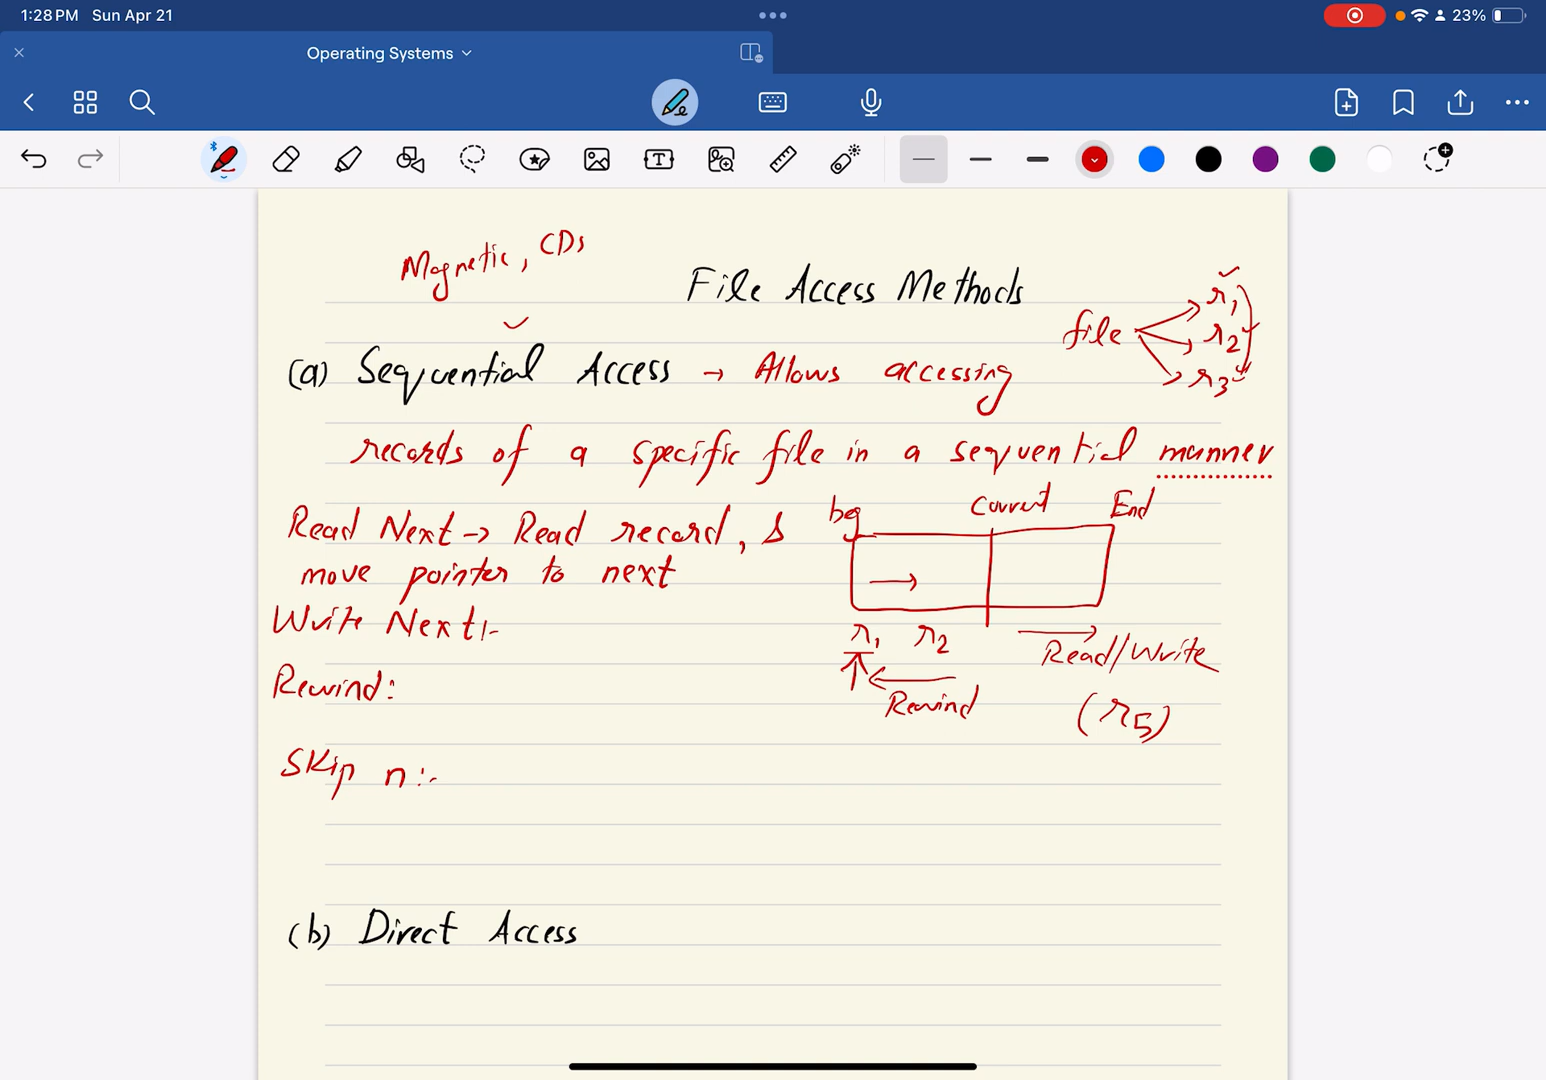 1:28 PM Sun Apr 21
23%
Operating Systems
Magnetic, CDs
File Access Methods
file r1 r2 r3
(a) Sequential Access → Allows accessing
records of a specific file in a sequential manner
beg Current End
Read Next → Read record, &
move pointer to next
Write Next:-
r1 r2
Read/Write
Rewind:
Rewind
(r5)
Skip n:-
(b) Direct Access